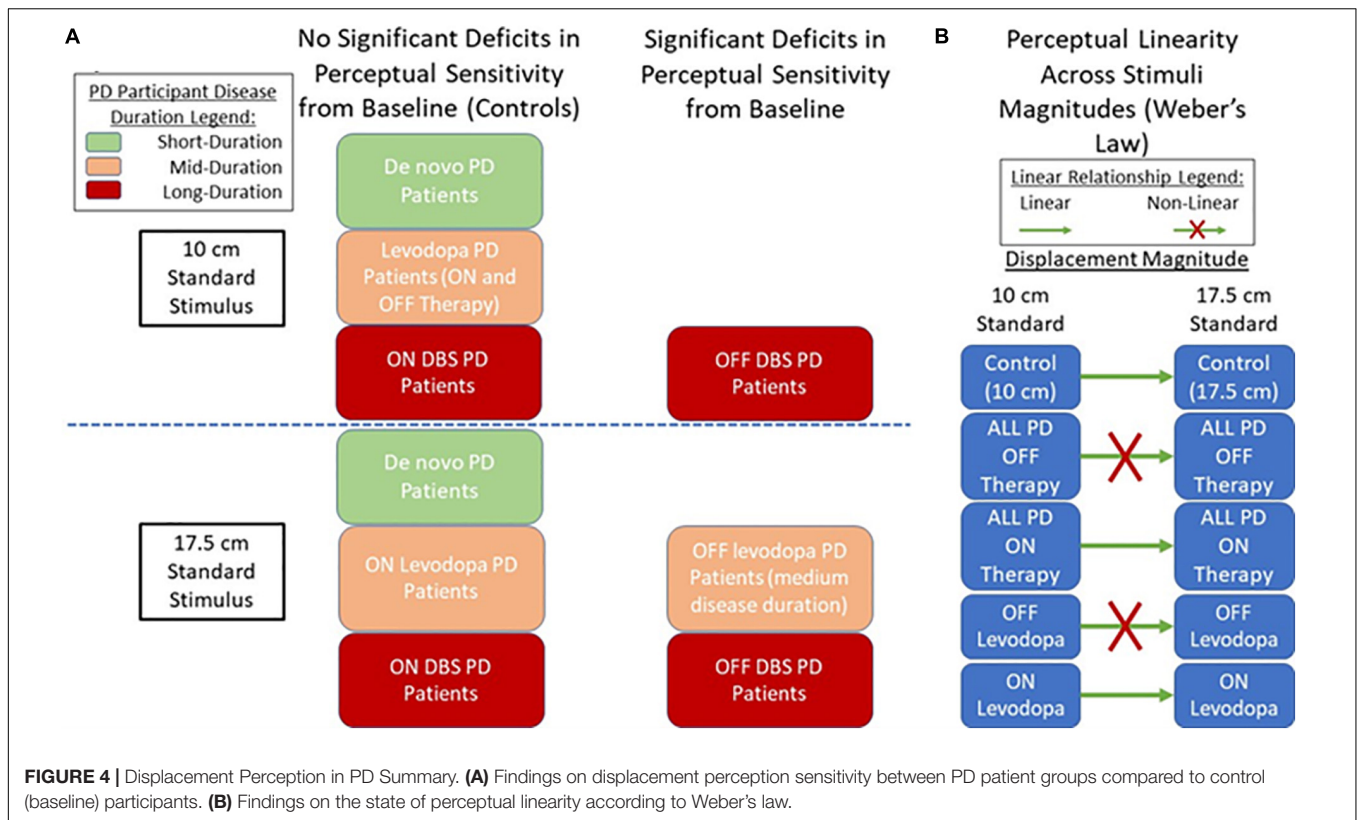 A
No Significant Deficits in
Perceptual Sensitivity
from Baseline (Controls)
Significant Deficits in
Perceptual Sensitivity
from Baseline
PD Participant Disease
Duration Legend:
Short-Duration
Mid-Duration
Long-Duration
10 cm
Standard
Stimulus
De novo PD
Patients
Levodopa PD
Patients (ON and
OFF Therapy)
ON DBS PD
Patients
OFF DBS PD
Patients
17.5 cm
Standard
Stimulus
De novo PD
Patients
ON Levodopa PD
Patients
OFF levodopa PD
Patients (medium
disease duration)
ON DBS PD
Patients
OFF DBS PD
Patients
B
Perceptual Linearity
Across Stimuli
Magnitudes (Weber's
Law)
Linear Relationship Legend:
Linear
Non-Linear
Displacement Magnitude
10 cm
Standard
17.5 cm
Standard
Control
(10 cm)
Control
(17.5 cm)
ALL PD
OFF
Therapy
ALL PD
OFF
Therapy
ALL PD
ON
Therapy
ALL PD
ON
Therapy
OFF
Levodopa
OFF
Levodopa
ON
Levodopa
ON
Levodopa
FIGURE 4 | Displacement Perception in PD Summary. (A) Findings on displacement perception sensitivity between PD patient groups compared to control
(baseline) participants. (B) Findings on the state of perceptual linearity according to Weber's law.